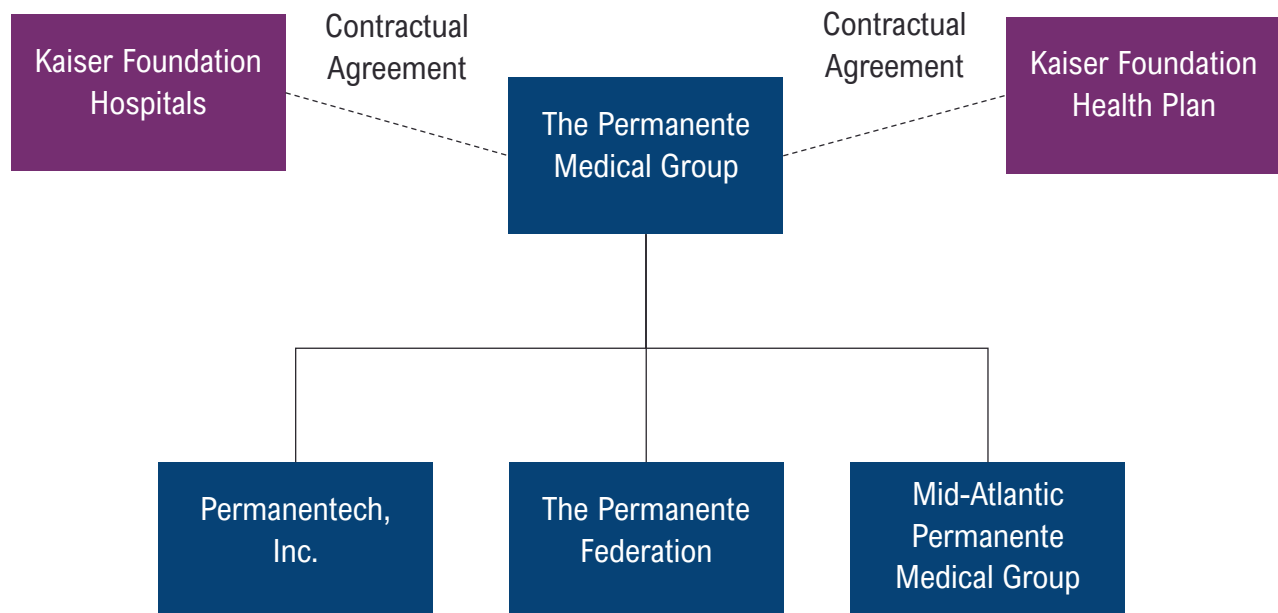 Kaiser Foundation
Hospitals
Contractual
Agreement
The Permanente
Medical Group
Contractual
Agreement
Kaiser Foundation
Health Plan
Permanentech,
Inc.
The Permanente
Federation
Mid-Atlantic
Permanente
Medical Group